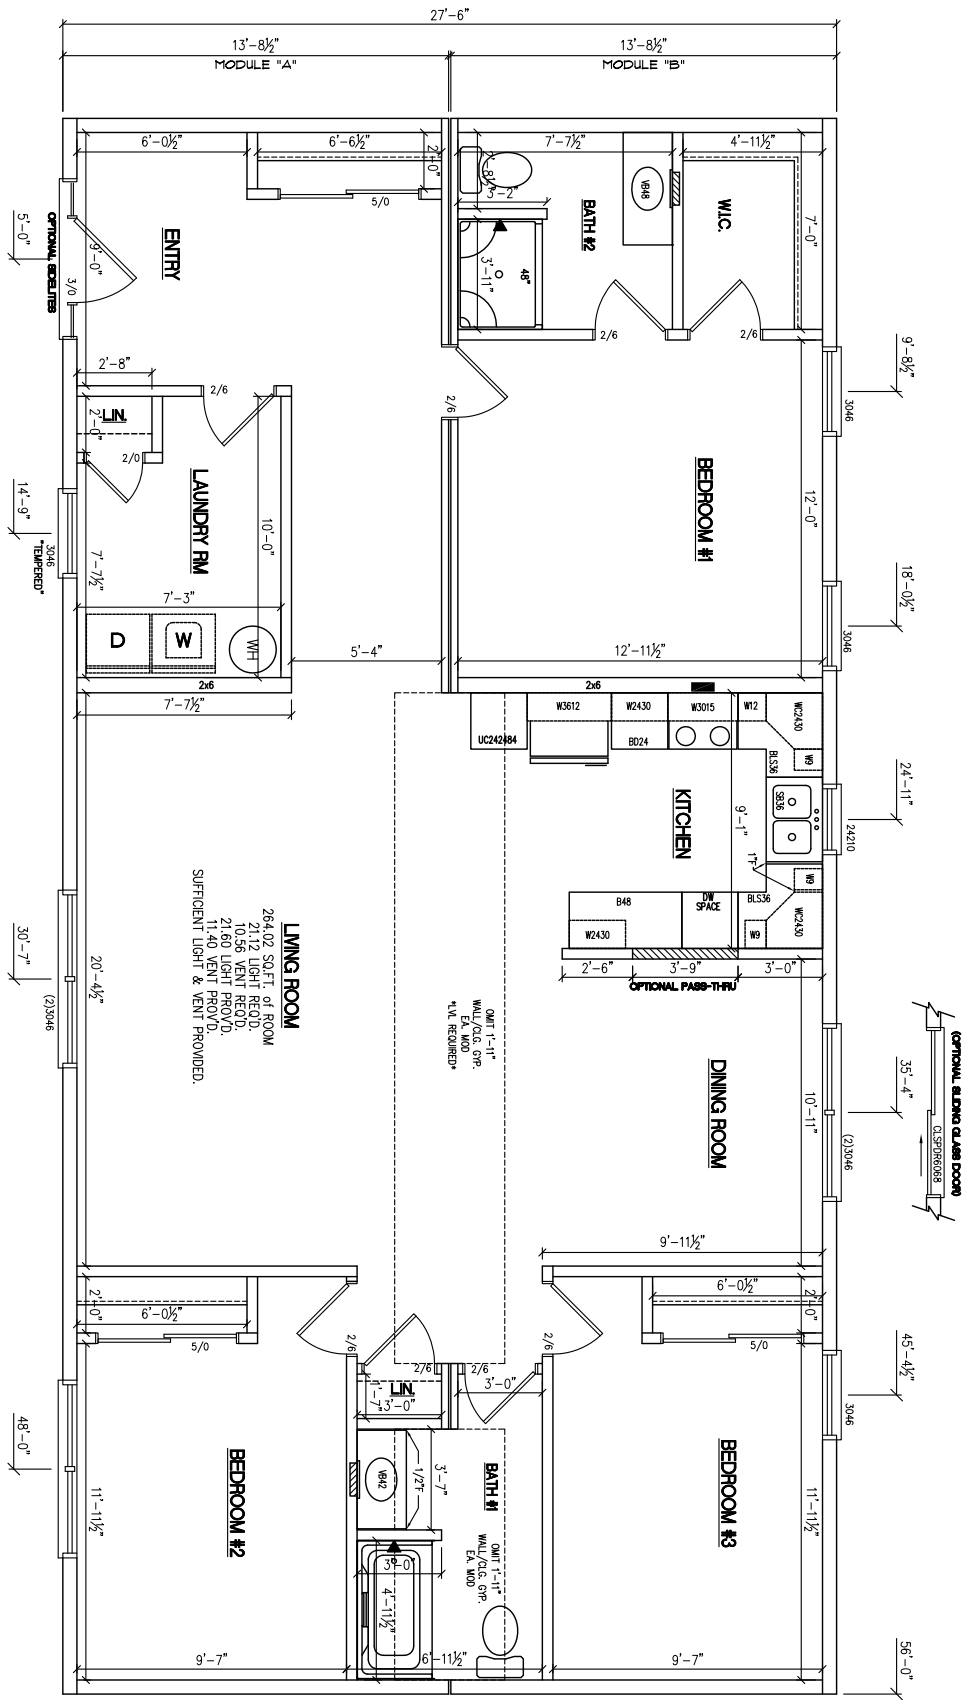 27'-6"
13'-8½"
MODULE "A"
13'-8½"
MODULE "B"
6'-0½"
6'-6½"
2'-0"
5/0
7'-7½"
2'-8½"
3'-2"
VB48
4'-11½"
W.I.C.
7'-0"
BATH #2
48"
3'-11"
2/6
2/6
ENTRY
5'-0"
OPTIONAL SIDELITES
9'-0"
3/0
2'-8"
LIN.
2'-0"
2/0
2/6
2/6
9'-8½"
3046
BEDROOM #1
12'-0"
18'-0½"
3046
12'-11½"
LAUNDRY RM
10'-0"
14'-9"
3046
"TEMPERED"
7'-7½"
7'-3"
D
W
WH
5'-4"
2x6
7'-7½"
2x6
UC242484
W3612
W2430
BD24
W3015
W12
WC2430
W9
BLS36
SB36
24'-11"
24210
KITCHEN
9'-1"
1"F
W9
BLS36
WC2430
W9
B48
DW
SPACE
W2430
2'-6"
3'-9"
3'-0"
OPTIONAL PASS-THRU
LIVING ROOM
264.02 SQ.FT. of ROOM
21.12 LIGHT REQ'D.
10.56 VENT REQ'D.
21.60 LIGHT PROV'D.
11.40 VENT PROV'D.
SUFFICIENT LIGHT & VENT PROVIDED.
30'-7"
20'-4½"
(2)3046
OMIT 1'-11"
WALL/CLG. GYP.
EA. MOD
*LVL REQUIRED*
DINING ROOM
10'-11"
35'-4"
(2)3046
(OPTIONAL SLIDING GLASS DOOR)
CLSPDR6068
9'-11½"
6'-0½"
2'-0"
5/0
2'-0"
6'-0½"
5/0
2/6
2/6
2/6
2/6
3'-0"
LIN.
1'-7"
3'-0"
45'-4½"
3046
48'-0"
BEDROOM #2
11'-11½"
BEDROOM #3
11'-11½"
VB42
1/2"F
3'-7"
BATH #1
OMIT 1'-11"
WALL/CLG. GYP.
EA. MOD
3'-0"
4'-11½"
9'-7"
6'-11½"
9'-7"
56'-0"